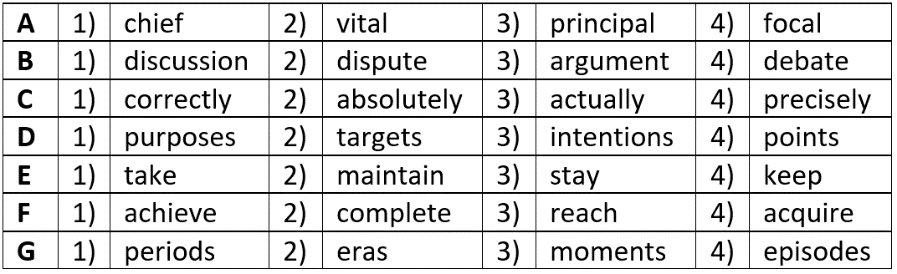 A 1) chief 2) vital 3) principal 4) focal
B 1) discussion 2) dispute 3) argument 4) debate
C 1) correctly 2) absolutely 3) actually 4) precisely
D 1) purposes 2) targets 3) intentions 4) points
E 1) take 2) maintain 3) stay 4) keep
F 1) achieve 2) complete 3) reach 4) acquire
G 1) periods 2) eras 3) moments 4) episodes